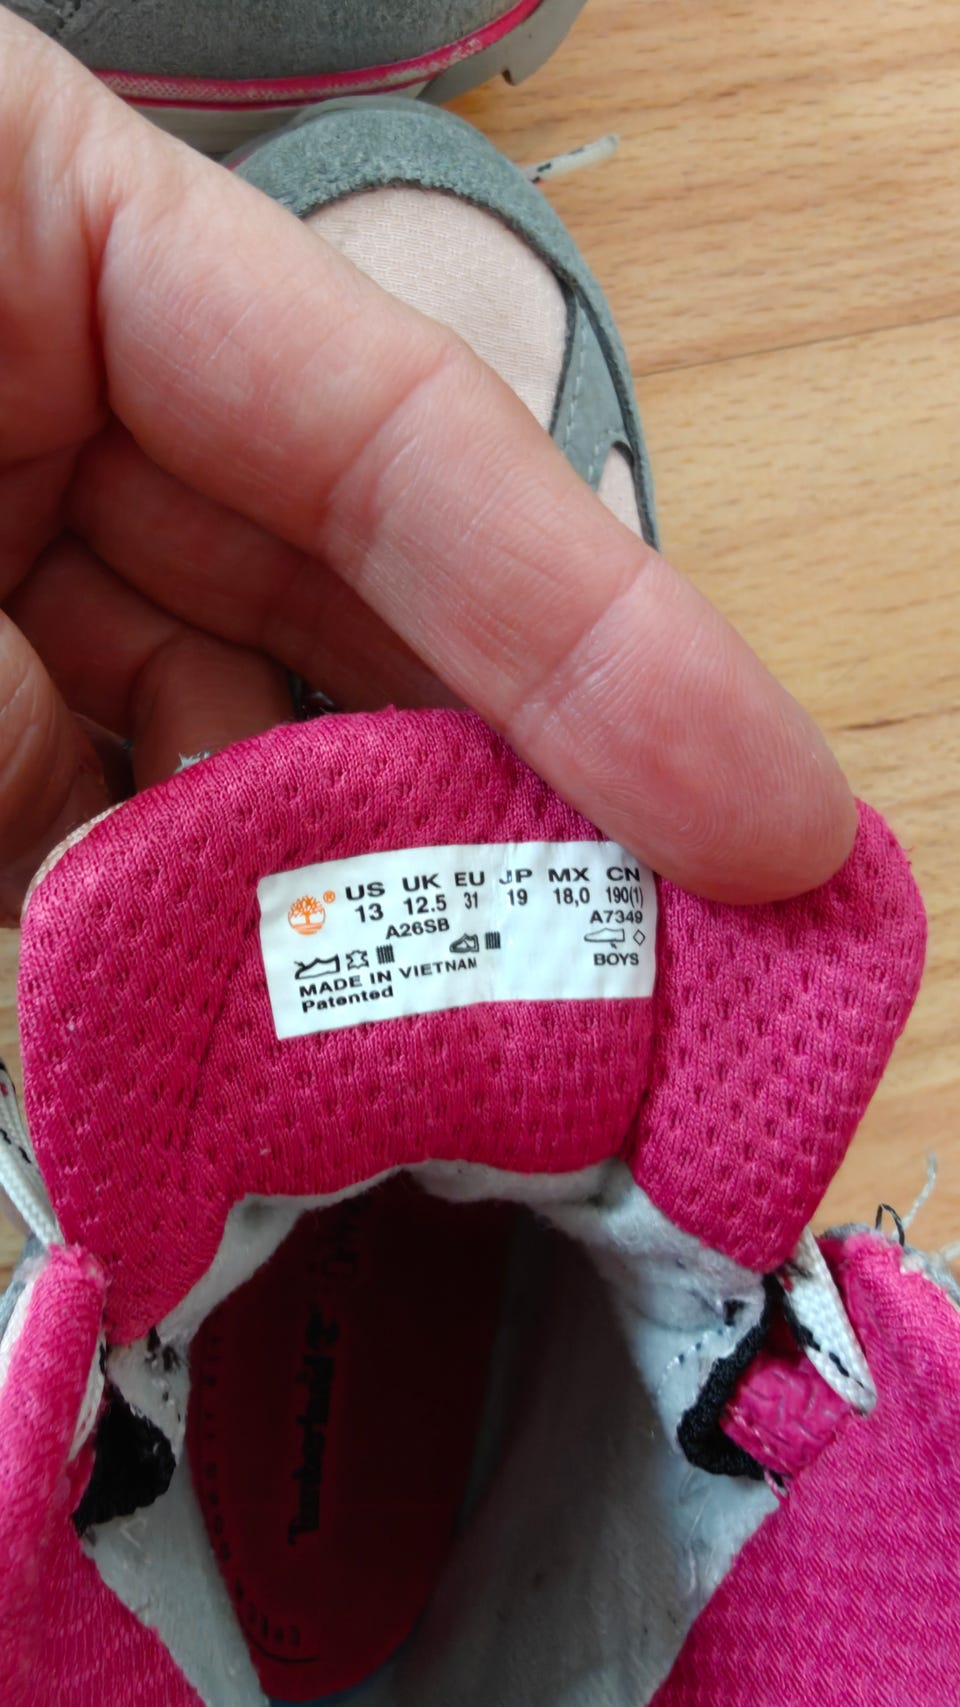 ® US UK EU JP MX CN
13 12.5 31 19 18,0 190(1)
A26SB A7349
BOYS
MADE IN VIETNAM
Patented
Timberland